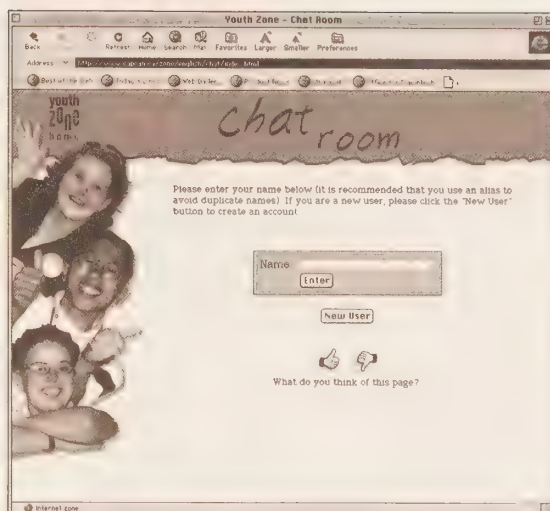 Youth Zone - Chat Room
Back Refresh Home Search Mail Favorites Larger Smaller Preferences
Address
youth
zone
home
chat
room
Please enter your name below (it is recommended that you use an alias to
avoid duplicate names) If you are a new user, please click the "New User"
button to create an account
Name
Enter
New User
What do you think of this page?
Internet zone